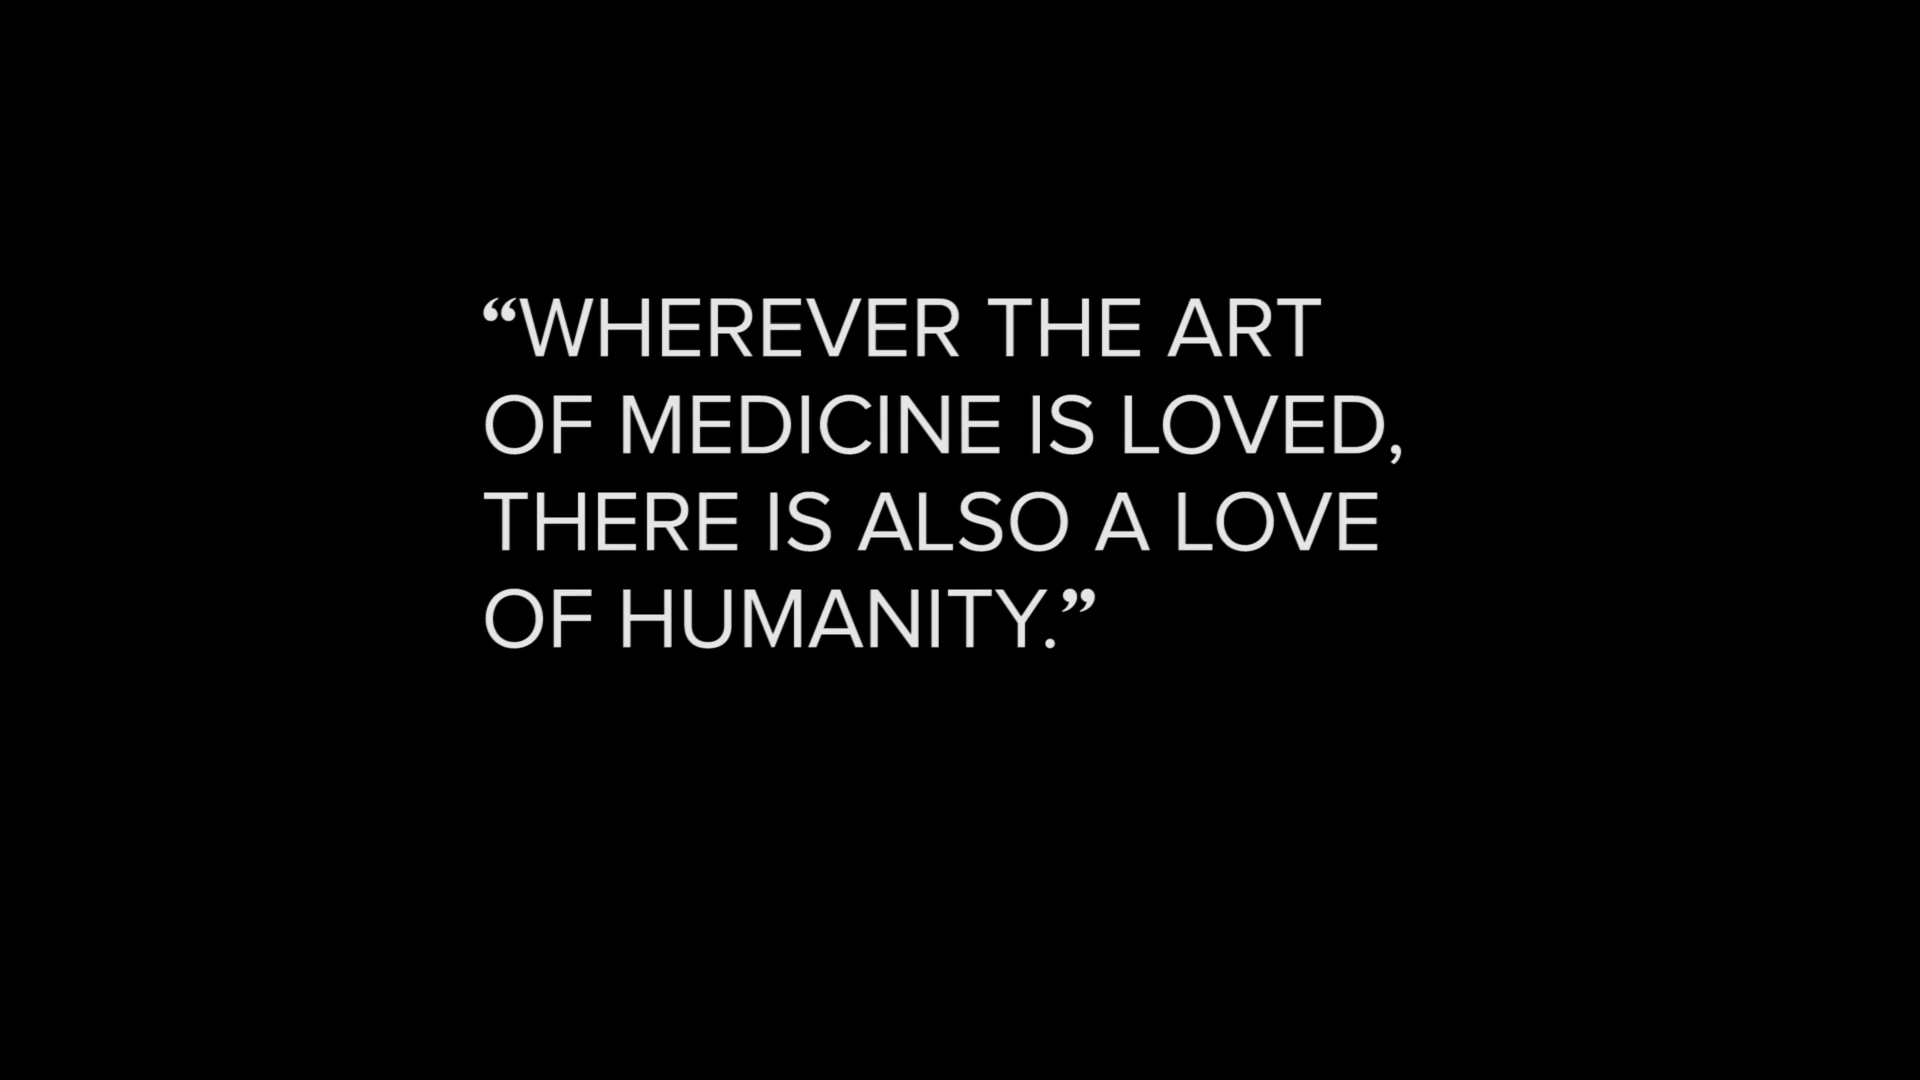 “WHEREVER THE ART
OF MEDICINE IS LOVED,
THERE IS ALSO A LOVE
OF HUMANITY.”